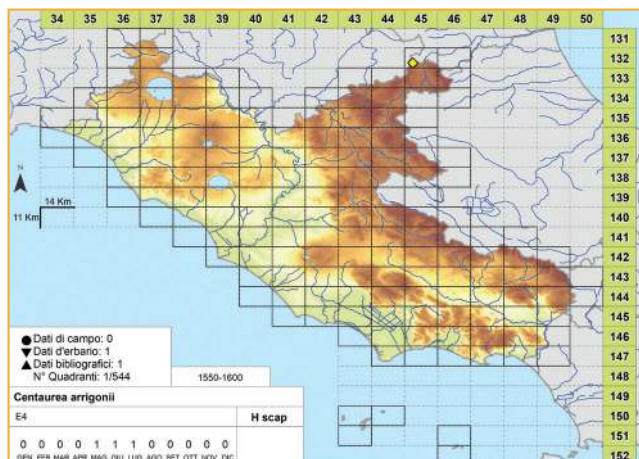 34 35 36 37 38 39 40 41 42 43 44 45 46 47 48 49 50
131
132
133
134
135
136
137
138
139
N
14 Km
11 Km
140
141
142
143
144
145
146
147
148
149
150
151
152
Dati di campo: 0
Dati d'erbario: 1
Dati bibliografici: 1
N° Quadranti: 1/544
1550-1600
Centaurea arrigonii
E4
H scap
0 0 0 0 1 1 1 0 0 0 0 0
GEN FEB MAR APR MAG GIU LUG AGO SET OTT NOV DIC